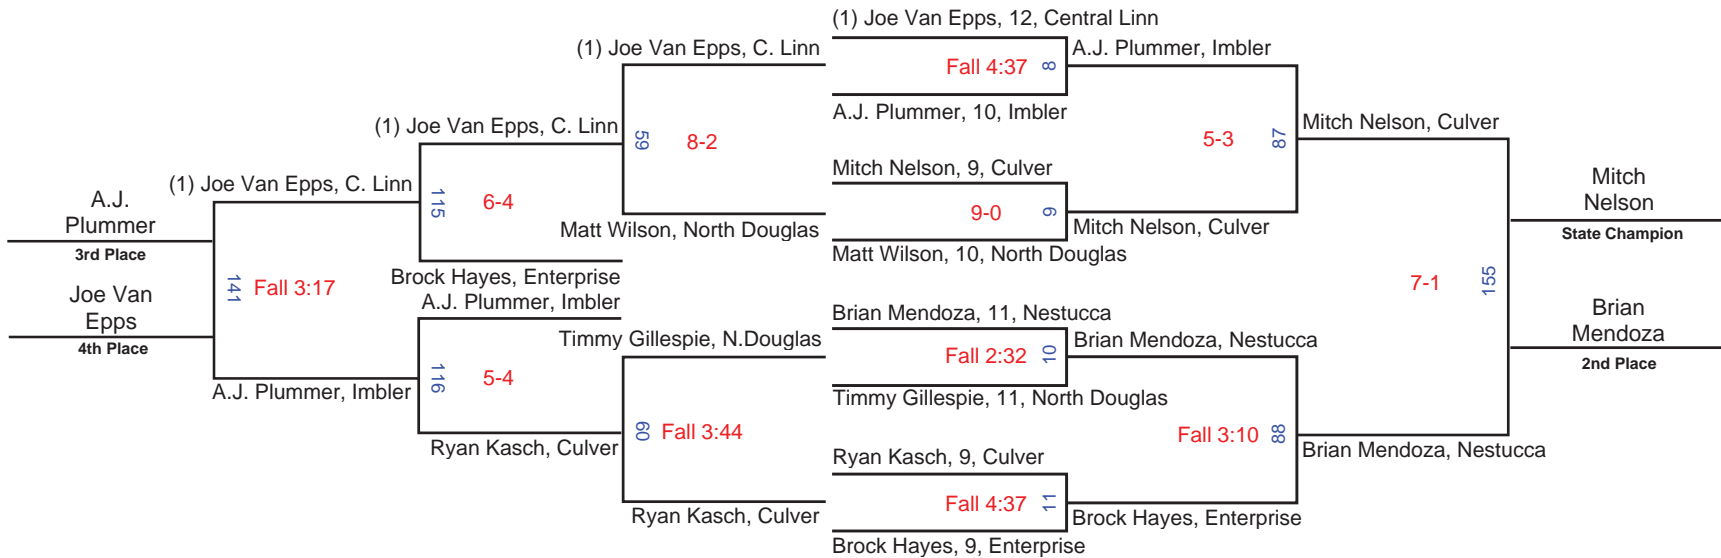 (1) Joe Van Epps, 12, Central Linn
(1) Joe Van Epps, C. Linn
A.J. Plummer, Imbler
Fall 4:37
8
A.J. Plummer, 10, Imbler
(1) Joe Van Epps, C. Linn
59
8-2
5-3
87
Mitch Nelson, Culver
Mitch Nelson, 9, Culver
(1) Joe Van Epps, C. Linn
115
6-4
9-0
9
A.J.
Plummer
3rd Place
Mitch
Nelson
State Champion
Matt Wilson, North Douglas
Mitch Nelson, Culver
Matt Wilson, 10, North Douglas
Brock Hayes, Enterprise
141
Fall 3:17
7-1
155
Joe Van
Epps
4th Place
A.J. Plummer, Imbler
Brian Mendoza, 11, Nestucca
Brian
Mendoza
2nd Place
Timmy Gillespie, N.Douglas
Brian Mendoza, Nestucca
Fall 2:32
10
116
5-4
A.J. Plummer, Imbler
Timmy Gillespie, 11, North Douglas
60
Fall 3:44
Fall 3:10
88
Ryan Kasch, Culver
Brian Mendoza, Nestucca
Ryan Kasch, 9, Culver
Fall 4:37
11
Ryan Kasch, Culver
Brock Hayes, Enterprise
Brock Hayes, 9, Enterprise